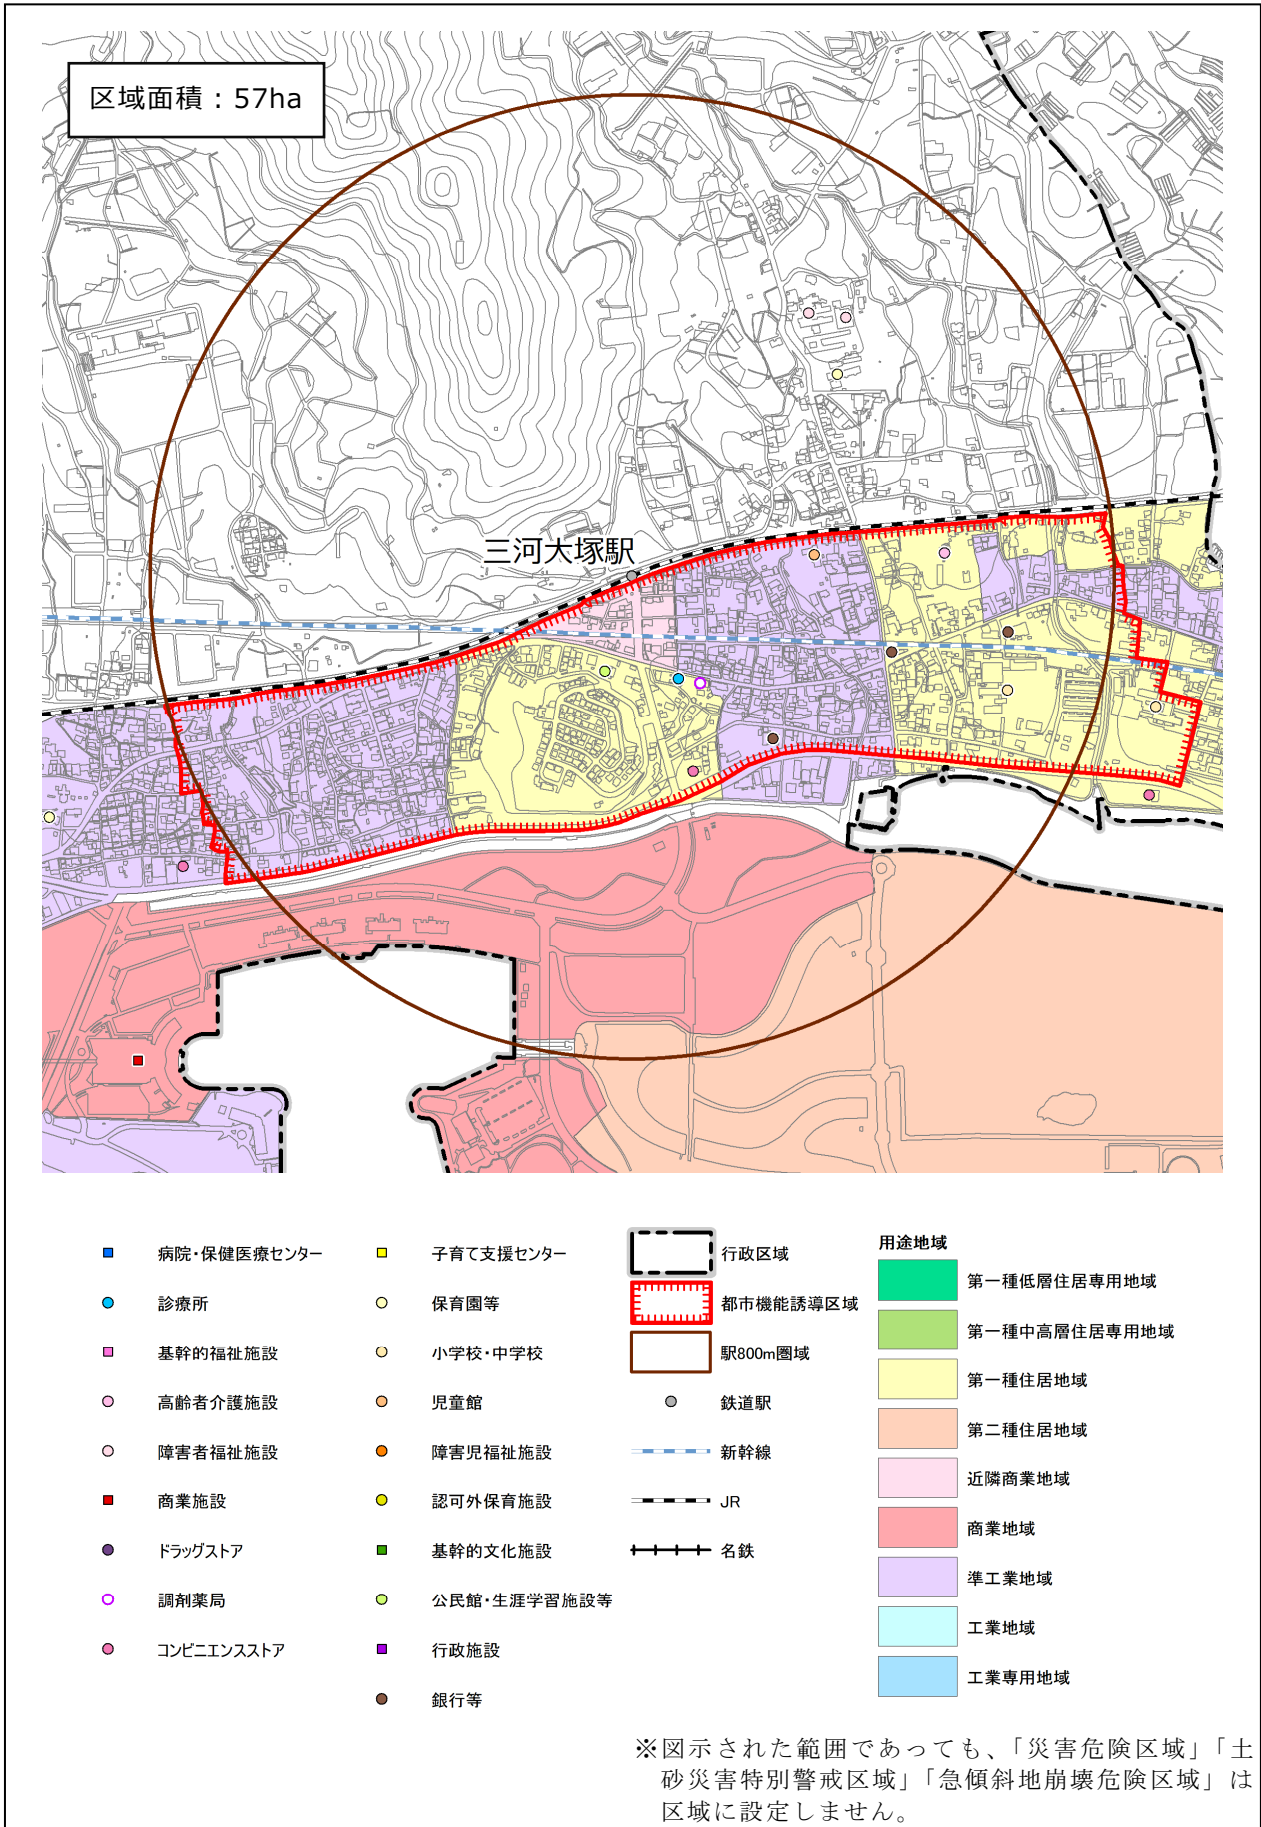 区域面積：57ha
三河大塚駅
病院・保健医療センター
診療所
基幹的福祉施設
高齢者介護施設
障害者福祉施設
商業施設
ドラッグストア
調剤薬局
コンビニエンスストア
子育て支援センター
保育園等
小学校・中学校
児童館
障害児福祉施設
認可外保育施設
基幹的文化施設
公民館・生涯学習施設等
行政施設
銀行等
行政区域
都市機能誘導区域
駅800m圏域
鉄道駅
新幹線
JR
名鉄
用途地域
第一種低層住居専用地域
第一種中高層住居専用地域
第一種住居地域
第二種住居地域
近隣商業地域
商業地域
準工業地域
工業地域
工業専用地域
※図示された範囲であっても、「災害危険区域」「土
砂災害特別警戒区域」「急傾斜地崩壊危険区域」は
区域に設定しません。